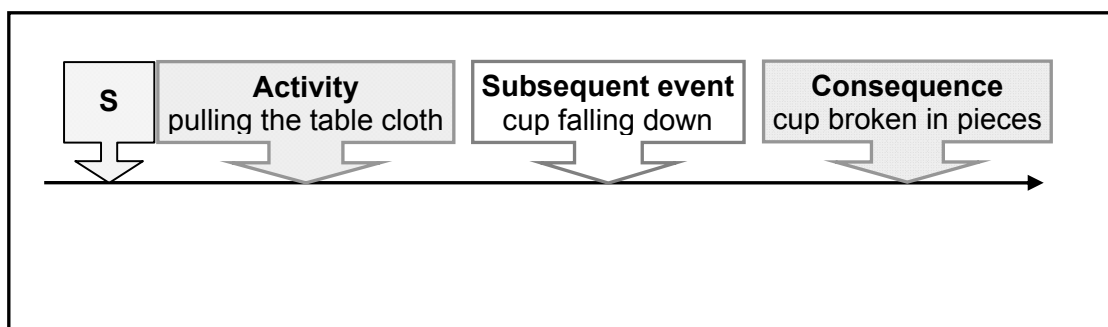 S
Activity
pulling the table cloth
Subsequent event
cup falling down
Consequence
cup broken in pieces